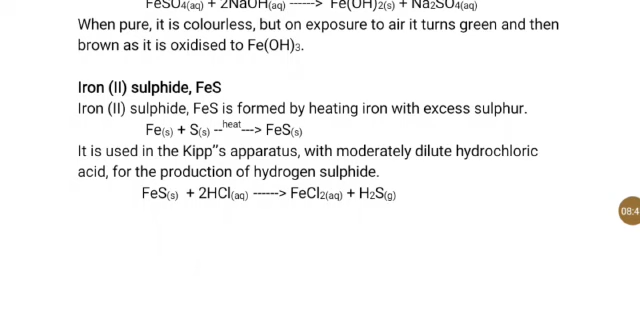 FeSO4(aq) + 2NaOH(aq) ------> Fe(OH)2(s) + Na2SO4(aq)
When pure, it is colourless, but on exposure to air it turns green and then
brown as it is oxidised to Fe(OH)3.
Iron (II) sulphide, FeS
Iron (II) sulphide, FeS is formed by heating iron with excess sulphur.
Fe(s) + S(s) --heat---> FeS(s)
It is used in the Kipp"s apparatus, with moderately dilute hydrochloric
acid, for the production of hydrogen sulphide.
FeS(s) + 2HCl(aq) ------> FeCl2(aq) + H2S(g)
08:4